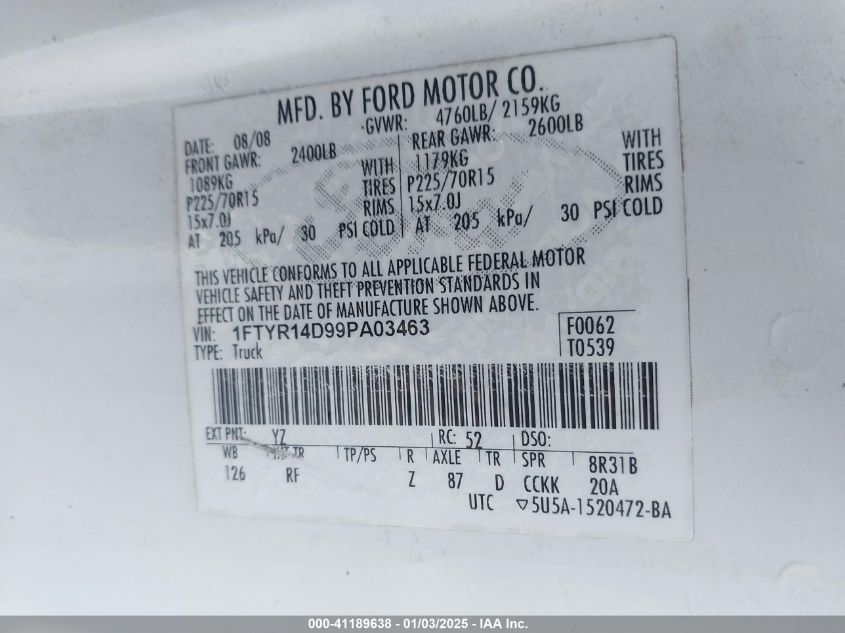 MFD. BY FORD MOTOR CO.
DATE: 08/08 GVWR: 4760LB/ 2159KG
FRONT GAWR: 2400LB REAR GAWR: 2600LB
1089KG WITH 1179KG WITH
P225/70R15 TIRES P225/70R15 TIRES
15x7.0J RIMS 15x7.0J RIMS
AT 205 kPa/ 30 PSI COLD AT 205 kPa/ 30 PSI COLD
THIS VEHICLE CONFORMS TO ALL APPLICABLE FEDERAL MOTOR
VEHICLE SAFETY AND THEFT PREVENTION STANDARDS IN
EFFECT ON THE DATE OF MANUFACTURE SHOWN ABOVE.
VIN: 1FTYR14D99PA03463 F0062
TYPE: Truck T0539
EXT PNT: YZ RC: 52 DSO:
WB INT TR TP/PS R AXLE TR SPR 8R31B
126 RF Z 87 D CCKK 20A
UTC ▽5U5A-1520472-BA
000-41189638 - 01/03/2025 - IAA Inc.